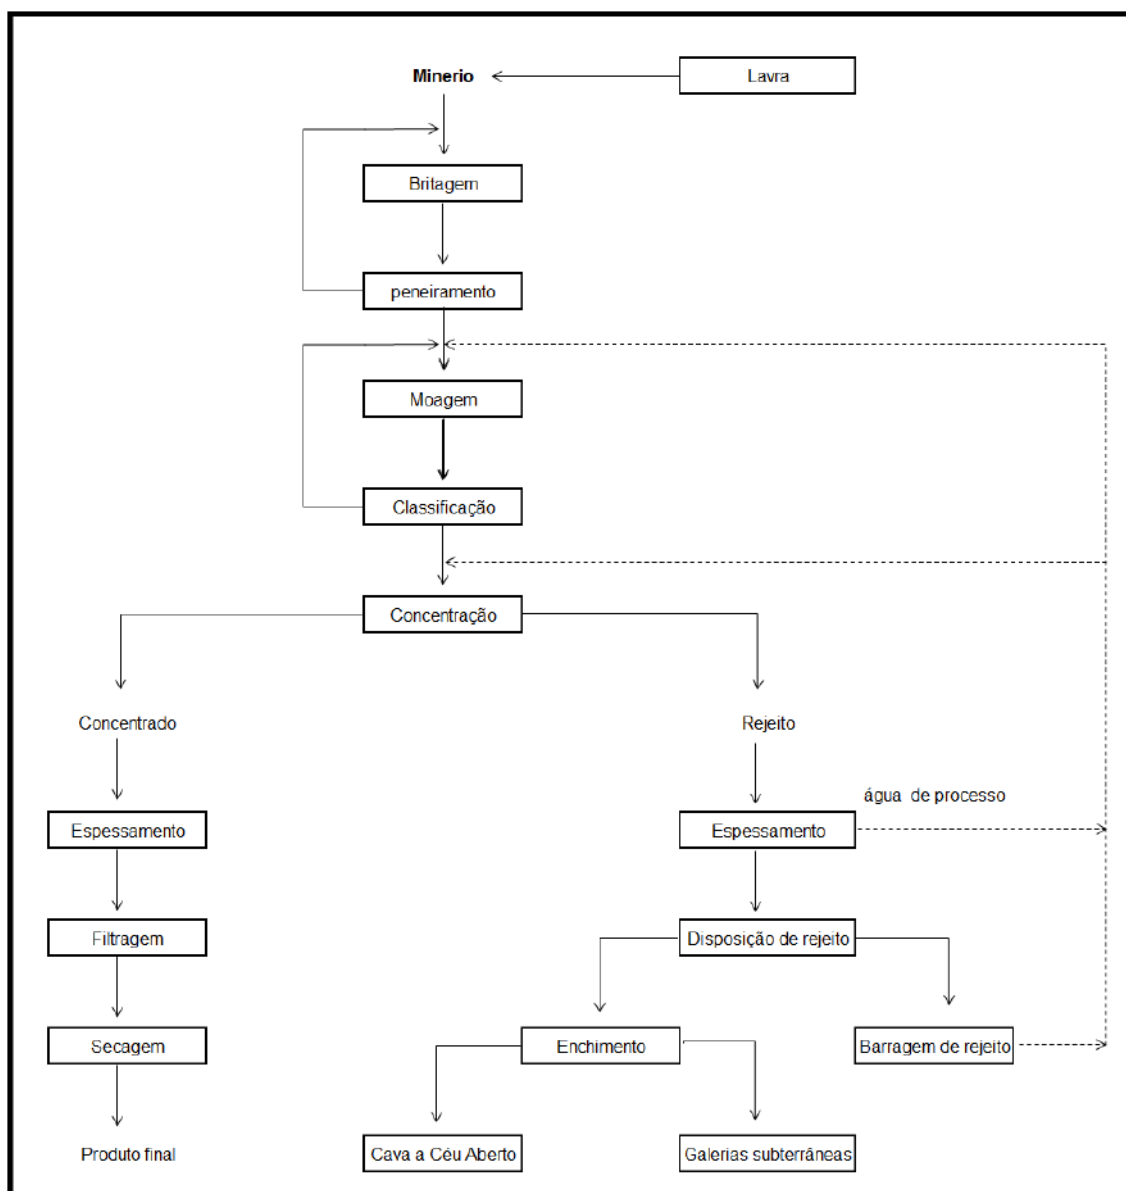 Minerio
Lavra
Britagem
peneiramento
Moagem
Classificação
Concentração
Concentrado
Rejeito
água de processo
Espessamento
Espessamento
Filtragem
Disposição de rejeito
Secagem
Enchimento
Barragem de rejeito
Produto final
Cava a Céu Aberto
Galerias subterrâneas